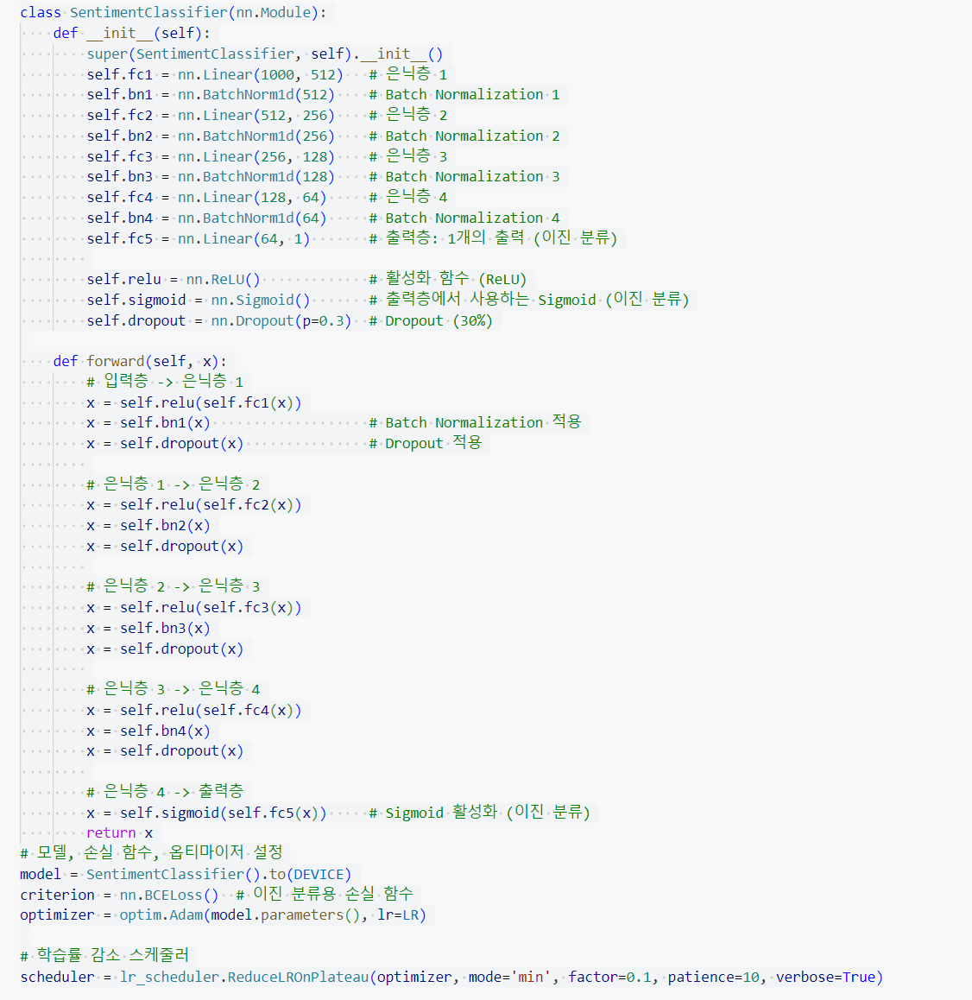 class SentimentClassifier(nn.Module):
    def __init__(self):
        super(SentimentClassifier, self).__init__()
        self.fc1 = nn.Linear(1000, 512)   # 은닉층 1
        self.bn1 = nn.BatchNorm1d(512)    # Batch Normalization 1
        self.fc2 = nn.Linear(512, 256)    # 은닉층 2
        self.bn2 = nn.BatchNorm1d(256)    # Batch Normalization 2
        self.fc3 = nn.Linear(256, 128)    # 은닉층 3
        self.bn3 = nn.BatchNorm1d(128)    # Batch Normalization 3
        self.fc4 = nn.Linear(128, 64)     # 은닉층 4
        self.bn4 = nn.BatchNorm1d(64)     # Batch Normalization 4
        self.fc5 = nn.Linear(64, 1)       # 출력층: 1개의 출력 (이진 분류)
        self.relu = nn.ReLU()             # 활성화 함수 (ReLU)
        self.sigmoid = nn.Sigmoid()       # 출력층에서 사용하는 Sigmoid (이진 분류)
        self.dropout = nn.Dropout(p=0.3)  # Dropout (30%)
    def forward(self, x):
        # 입력층 -> 은닉층 1
        x = self.relu(self.fc1(x))
        x = self.bn1(x)                   # Batch Normalization 적용
        x = self.dropout(x)               # Dropout 적용
        # 은닉층 1 -> 은닉층 2
        x = self.relu(self.fc2(x))
        x = self.bn2(x)
        x = self.dropout(x)
        # 은닉층 2 -> 은닉층 3
        x = self.relu(self.fc3(x))
        x = self.bn3(x)
        x = self.dropout(x)
        # 은닉층 3 -> 은닉층 4
        x = self.relu(self.fc4(x))
        x = self.bn4(x)
        x = self.dropout(x)
        # 은닉층 4 -> 출력층
        x = self.sigmoid(self.fc5(x))     # Sigmoid 활성화 (이진 분류)
        return x
# 모델, 손실 함수, 옵티마이저 설정
model = SentimentClassifier().to(DEVICE)
criterion = nn.BCELoss()  # 이진 분류용 손실 함수
optimizer = optim.Adam(model.parameters(), lr=LR)
# 학습률 감소 스케줄러
scheduler = lr_scheduler.ReduceLROnPlateau(optimizer, mode='min', factor=0.1, patience=10, verbose=True)